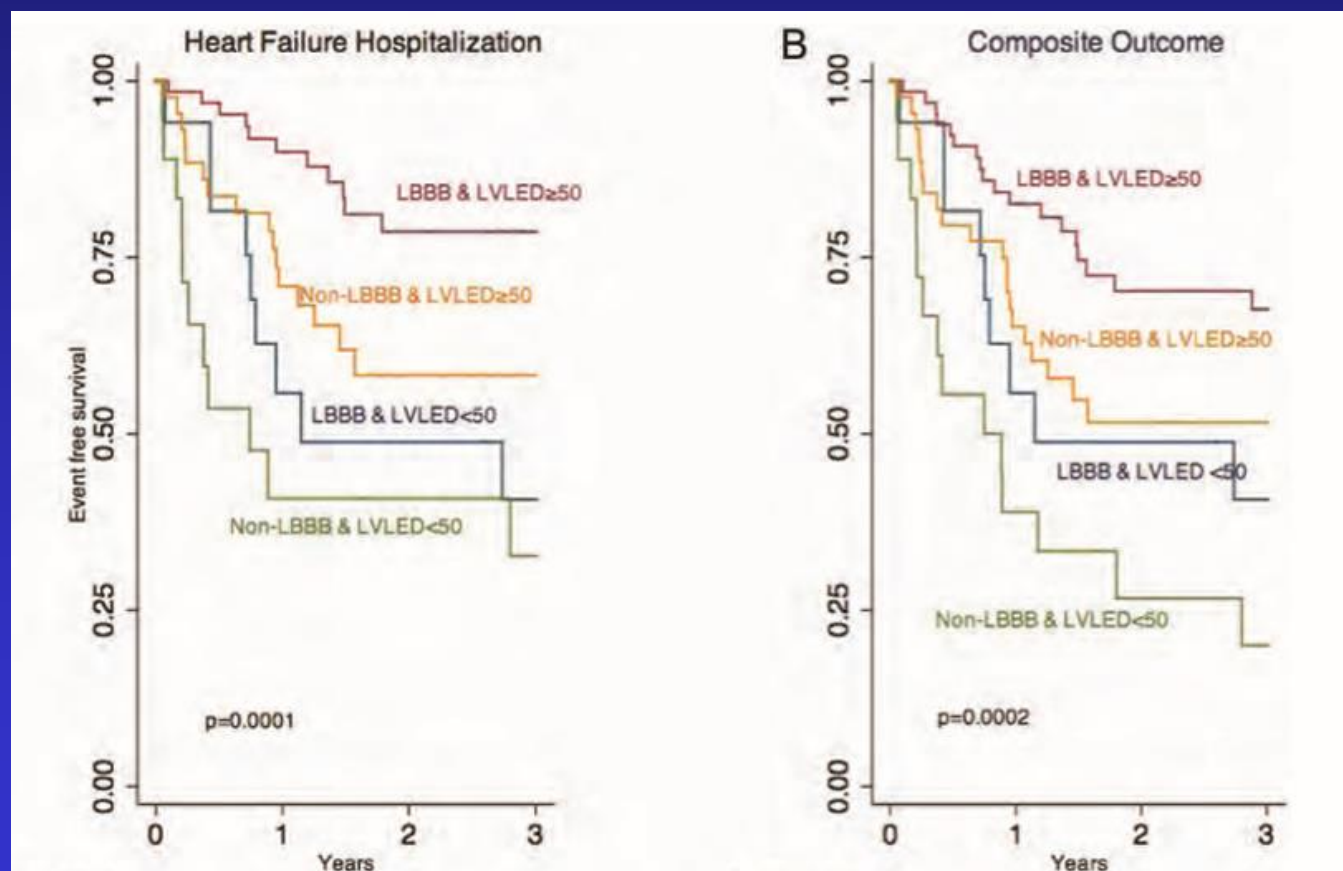 Heart Failure Hospitalization
Event free survival
1.00
0.75
0.50
0.25
0.00
LBBB & LVLED≥50
Non-LBBB & LVLED≥50
LBBB & LVLED<50
Non-LBBB & LVLED<50
p=0.0001
0 1 2 3
Years
B
Composite Outcome
1.00
0.75
0.50
0.25
0.00
LBBB & LVLED≥50
Non-LBBB & LVLED≥50
LBBB & LVLED <50
Non-LBBB & LVLED<50
p=0.0002
0 1 2 3
Years